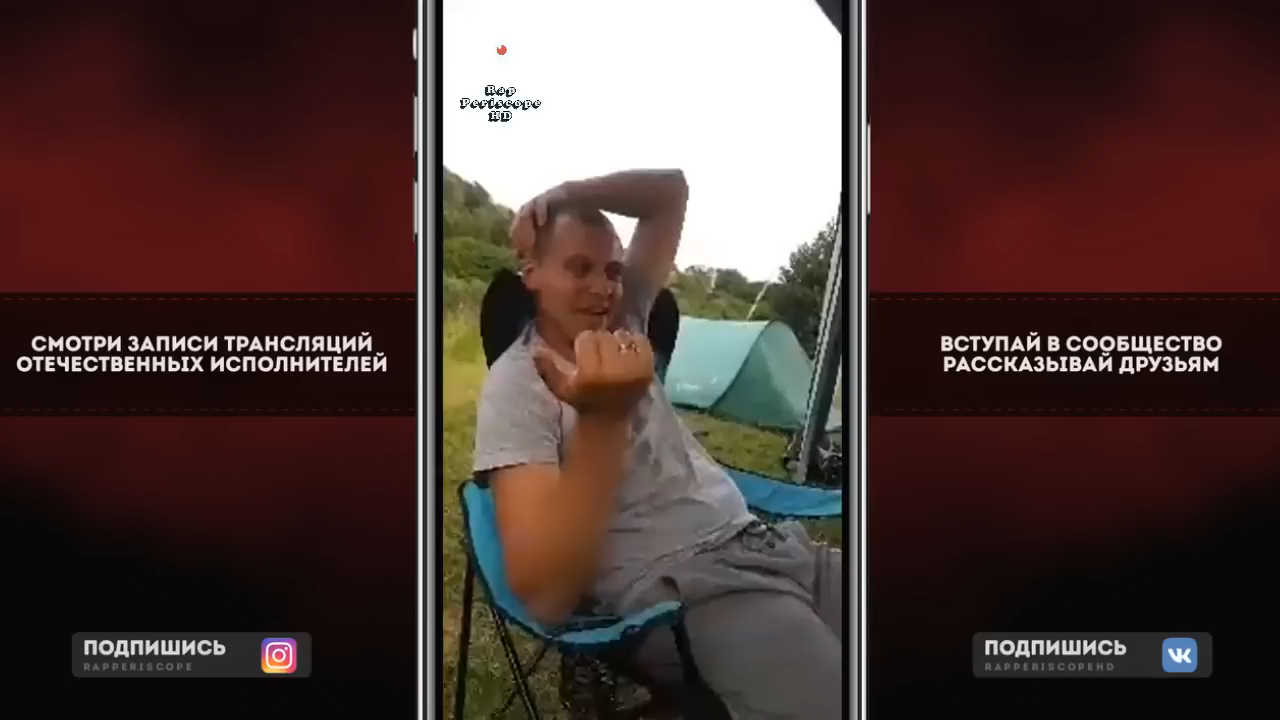 Rap
Periscope
HD
СМОТРИ ЗАПИСИ ТРАНСЛЯЦИЙ
ОТЕЧЕСТВЕННЫХ ИСПОЛНИТЕЛЕЙ
ВСТУПАЙ В СООБЩЕСТВО
РАССКАЗЫВАЙ ДРУЗЬЯМ
ПОДПИШИСЬ
RAPPERISCOPE
ПОДПИШИСЬ
RAPPERISCOPEHD